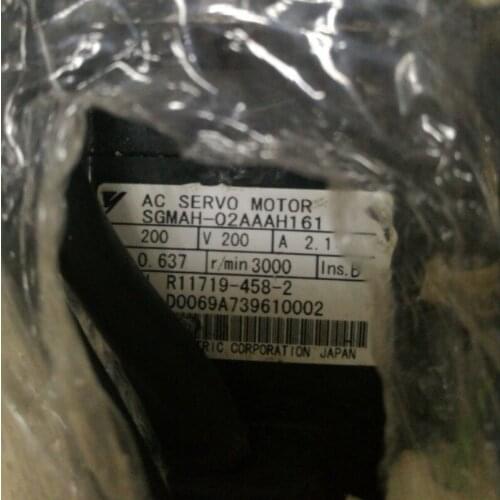 AC SERVO MOTOR
SGMAH-02AAAH161
200 V 200 A 2.1
0.637 r/min 3000 Ins.B
R11719-458-2
D0069A739610002
TRIC CORPORATION JAPAN